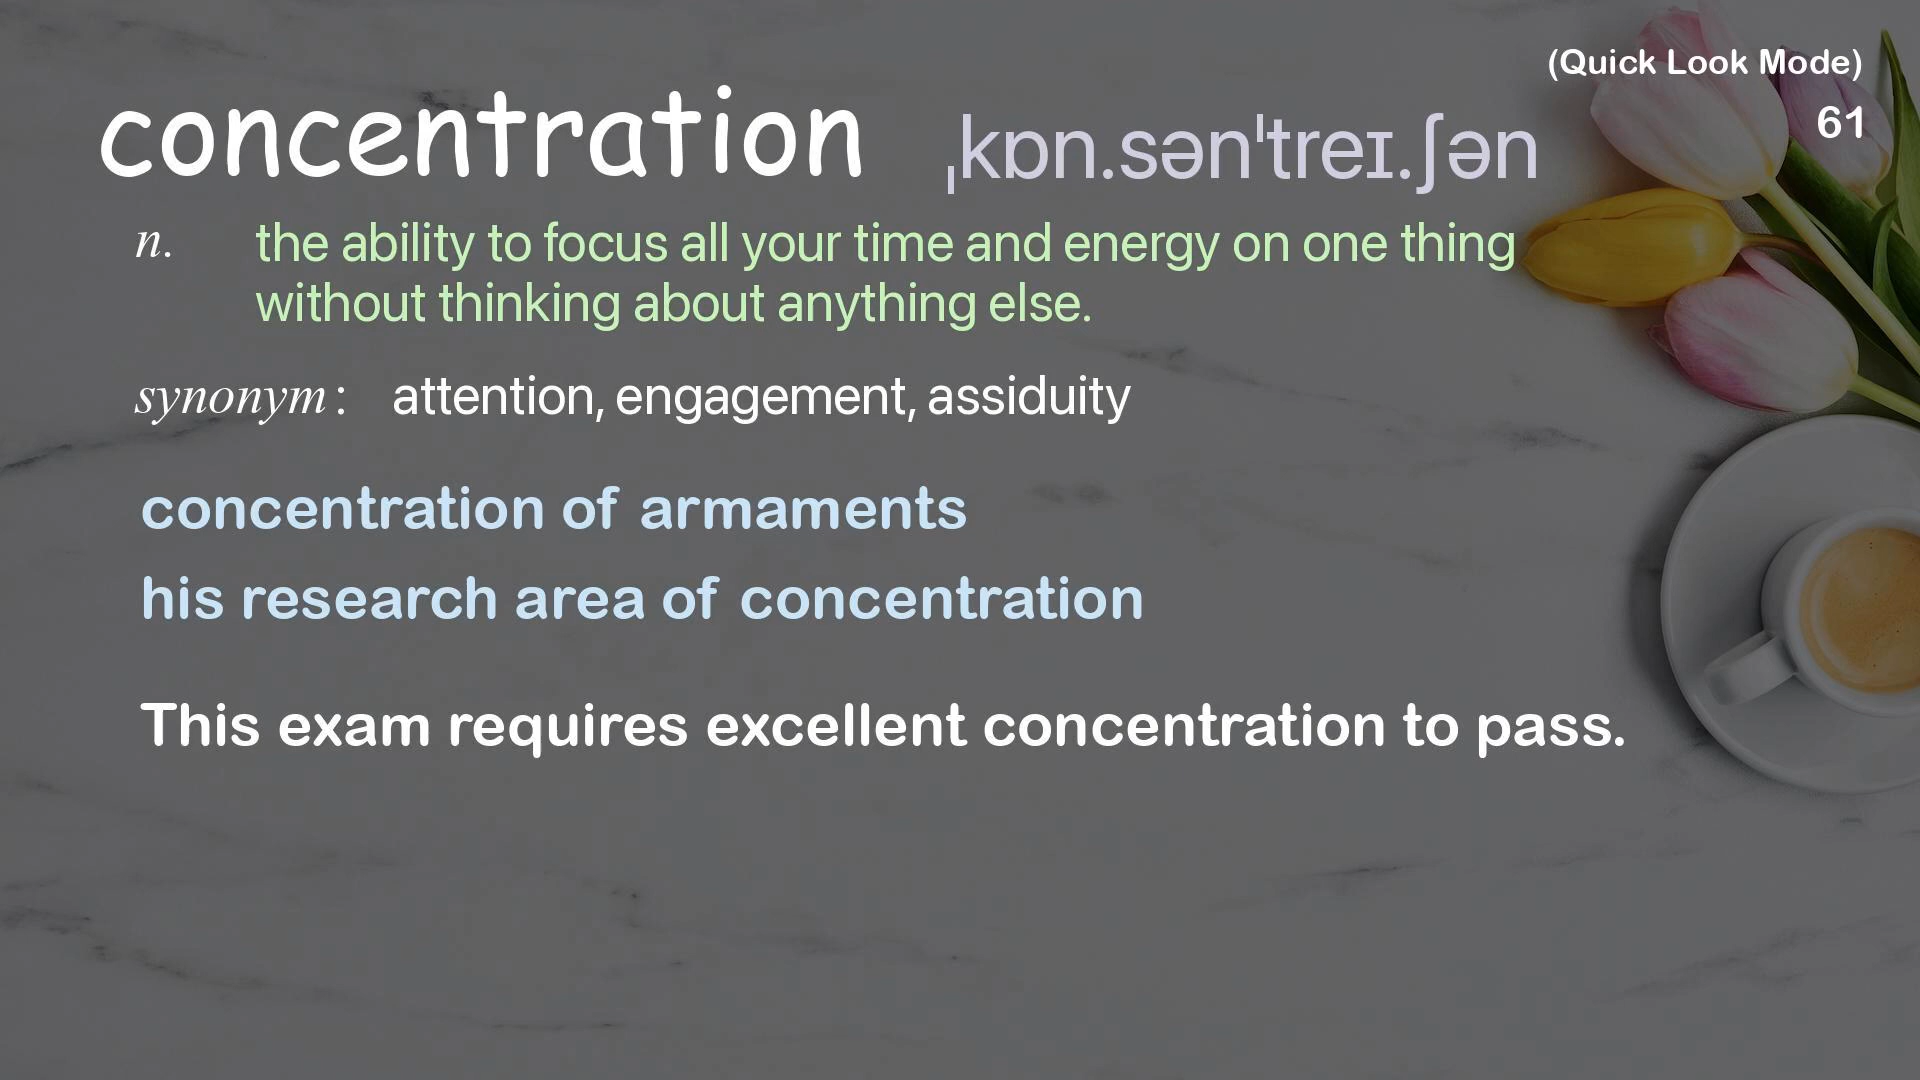 (Quick Look Mode)
61
concentration ˌkɒn.sənˈtreɪ.ʃən
n. the ability to focus all your time and energy on one thing
without thinking about anything else.
synonym: attention, engagement, assiduity
concentration of armaments
his research area of concentration
This exam requires excellent concentration to pass.